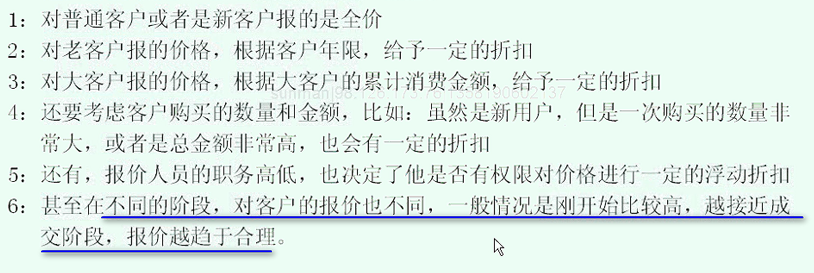 1：对普通客户或者是新客户报的是全价
2：对老客户报的价格，根据客户年限，给予一定的折扣
3：对大客户报的价格，根据大客户的累计消费金额，给予一定的折扣
4：还要考虑客户购买的数量和金额，比如：虽然是新用户，但是一次购买的数量非
常大，或者是总金额非常高，也会有一定的折扣
5：还有，报价人员的职务高低，也决定了他是否有权限对价格进行一定的浮动折扣
6：甚至在不同的阶段，对客户的报价也不同，一般情况是刚开始比较高，越接近成
交阶段，报价越趋于合理。